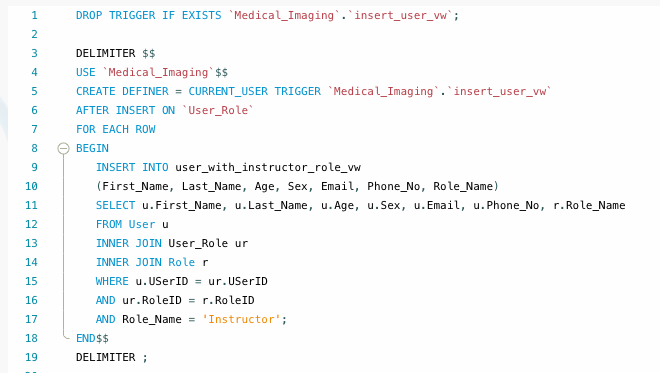 1 DROP TRIGGER IF EXISTS `Medical_Imaging`.`insert_user_vw`;
2
3 DELIMITER $$
4 USE `Medical_Imaging`$$
5 CREATE DEFINER = CURRENT_USER TRIGGER `Medical_Imaging`.`insert_user_vw`
6 AFTER INSERT ON `User_Role`
7 FOR EACH ROW
8 BEGIN
9 INSERT INTO user_with_instructor_role_vw
10 (First_Name, Last_Name, Age, Sex, Email, Phone_No, Role_Name)
11 SELECT u.First_Name, u.Last_Name, u.Age, u.Sex, u.Email, u.Phone_No, r.Role_Name
12 FROM User u
13 INNER JOIN User_Role ur
14 INNER JOIN Role r
15 WHERE u.USerID = ur.USerID
16 AND ur.RoleID = r.RoleID
17 AND Role_Name = 'Instructor';
18 END$$
19 DELIMITER ;